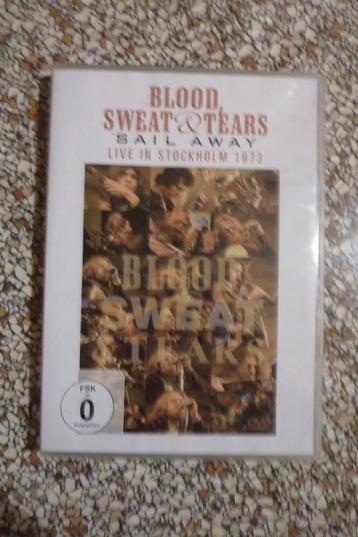 BLOOD,
SWEAT & TEARS
SAIL AWAY
LIVE IN STOCKHOLM 1973
BLOOD,
SWEAT
& TEARS
FSK
0
DVD